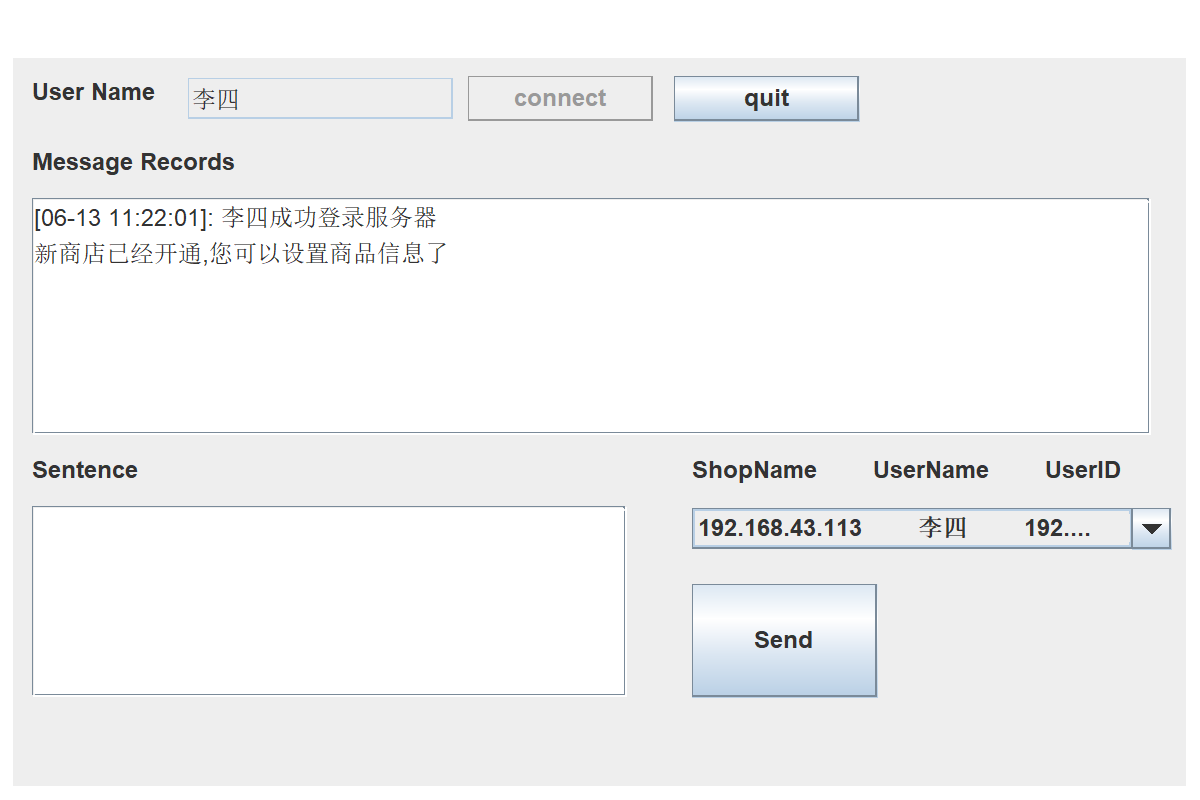 User Name 李四 connect quit
Message Records
[06-13 11:22:01]: 李四成功登录服务器
新商店已经开通,您可以设置商品信息了
Sentence ShopName UserName UserID
192.168.43.113 李四 192....
Send